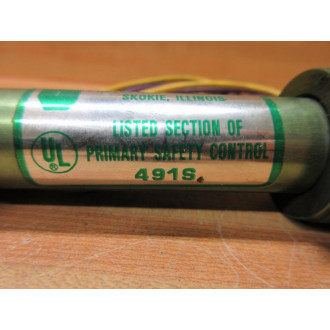 SKOKIE, ILLINOIS
LISTED SECTION OF
UL
®
PRIMARY SAFETY CONTROL
491S